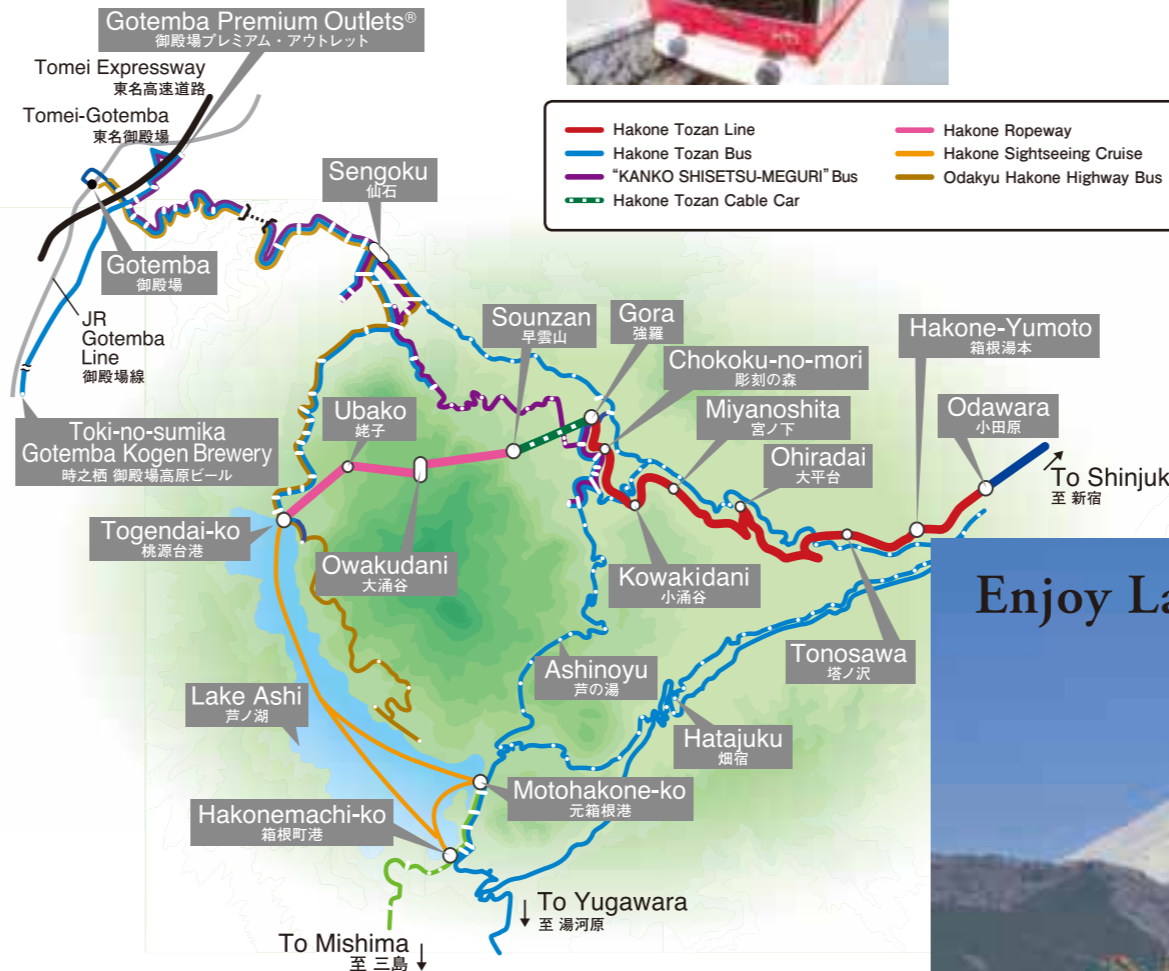 Gotemba Premium Outlets®
御殿場プレミアム・アウトレット
Tomei Expressway
東名高速道路
Tomei-Gotemba
東名御殿場
Hakone Tozan Line
Hakone Tozan Bus
"KANKO SHISETSU-MEGURI" Bus
Hakone Tozan Cable Car
Hakone Ropeway
Hakone Sightseeing Cruise
Odakyu Hakone Highway Bus
Sengoku
仙石
Gotemba
御殿場
JR
Gotemba
Line
御殿場線
Sounzan
早雲山
Gora
強羅
Chokoku-no-mori
彫刻の森
Hakone-Yumoto
箱根湯本
Ubako
姥子
Miyanoshita
宮ノ下
Odawara
小田原
Toki-no-sumika
Gotemba Kogen Brewery
時之栖 御殿場高原ビール
Ohiradai
大平台
To Shinjuk
至 新宿
Togendai-ko
桃源台港
Owakudani
大涌谷
Kowakidani
小涌谷
Enjoy La
Tonosawa
塔ノ沢
Ashinoyu
芦の湯
Lake Ashi
芦ノ湖
Hatajuku
畑宿
Motohakone-ko
元箱根港
Hakonemachi-ko
箱根町港
To Yugawara
至 湯河原
To Mishima
至 三島